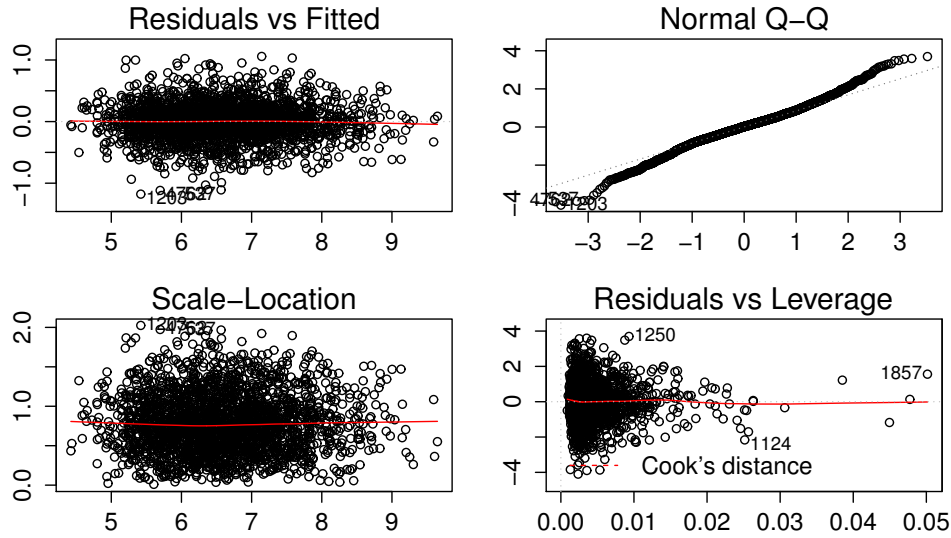 Residuals vs Fitted
1.0
0.0
−1.0
1203
5 6 7 8 9
Normal Q−Q
4
2
0
−4
1203
−3 −2 −1 0 1 2 3
Scale−Location
2.0
1.0
0.0
5 6 7 8 9
Residuals vs Leverage
4
2
0
−4
1250
1857
1124
Cook's distance
0.00 0.01 0.02 0.03 0.04 0.05